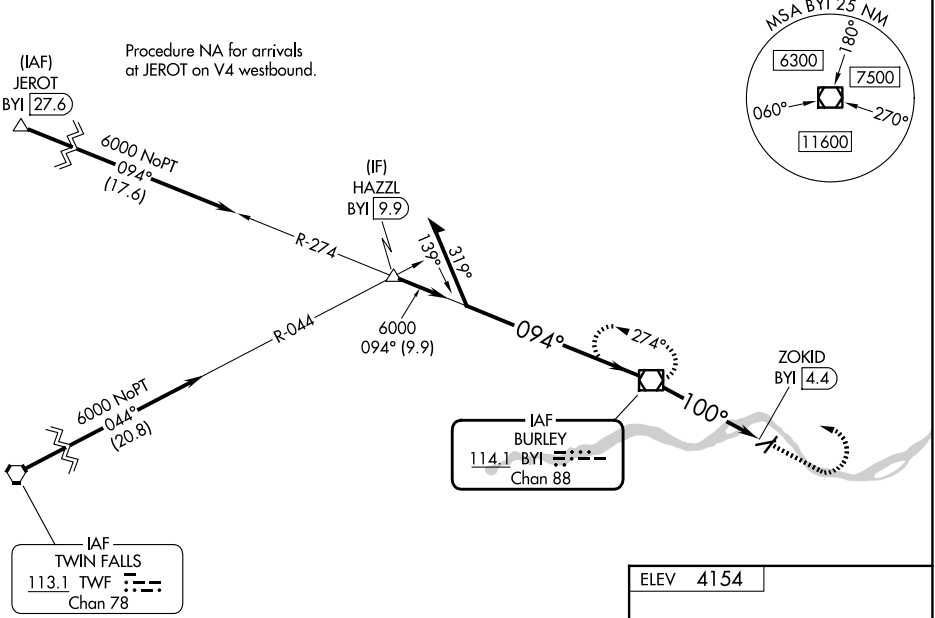 Procedure NA for arrivals
at JEROT on V4 westbound.
(IAF)
JEROT
BYI 27.6
6000 NoPT
094°
(17.6)
R-274
(IF)
HAZZL
BYI 9.9
139°
319°
6000
094° (9.9)
R-044
6000 NoPT
044°
(20.8)
094°
274°
100°
ZOKID
BYI 4.4
IAF
BURLEY
114.1 BYI
Chan 88
IAF
TWIN FALLS
113.1 TWF
Chan 78
MSA BYI 25 NM
180°
6300
7500
060°
270°
11600
ELEV 4154